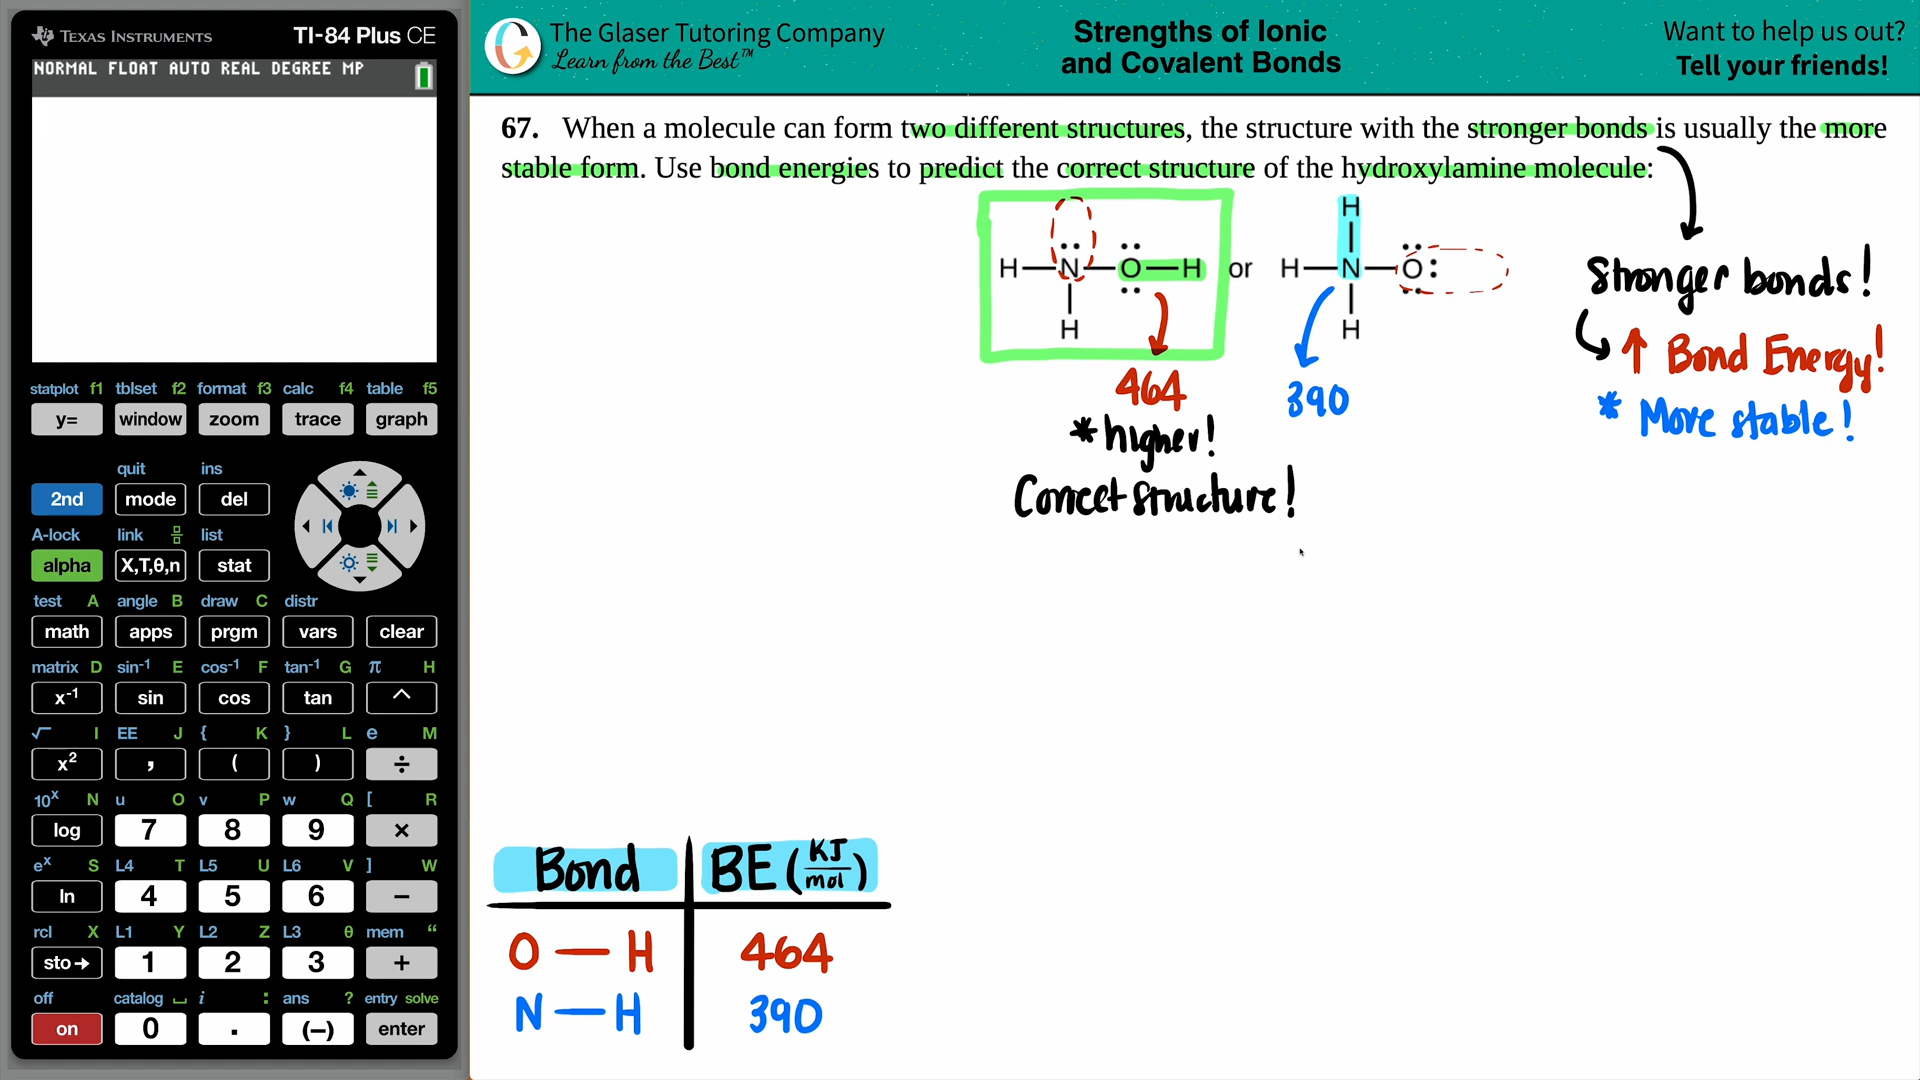 TEXAS INSTRUMENTS TI-84 Plus CE
NORMAL FLOAT AUTO REAL DEGREE MP
statplot f1 tblset f2 format f3 calc f4 table f5
y= window zoom trace graph
quit ins
2nd mode del
A-lock link list
alpha X,T,θ,n stat
test A angle B draw C distr
math apps prgm vars clear
matrix D sin-1 E cos-1 F tan-1 G π H
x-1 sin cos tan ^
√ I EE J { K } L e M
x² , ( ) ÷
10x N u O v P w Q [ R
log 7 8 9 ×
ex S L4 T L5 U L6 V ] W
ln 4 5 6 −
rcl X L1 Y L2 Z L3 θ mem “
sto→ 1 2 3 +
off catalog ⎵ i : ans ? entry solve
on 0 . (−) enter
The Glaser Tutoring Company
Learn from the Best™
Strengths of Ionic
and Covalent Bonds
Want to help us out?
Tell your friends!
67. When a molecule can form two different structures, the structure with the stronger bonds is usually the more
stable form. Use bond energies to predict the correct structure of the hydroxylamine molecule:
H
H—N—O—H or H—N—O:
H H
464 390
*higher!
Correct structure!
Stronger bonds!
↑ Bond Energy!
* More stable!
Bond BE (KJ/mol)
O — H 464
N — H 390